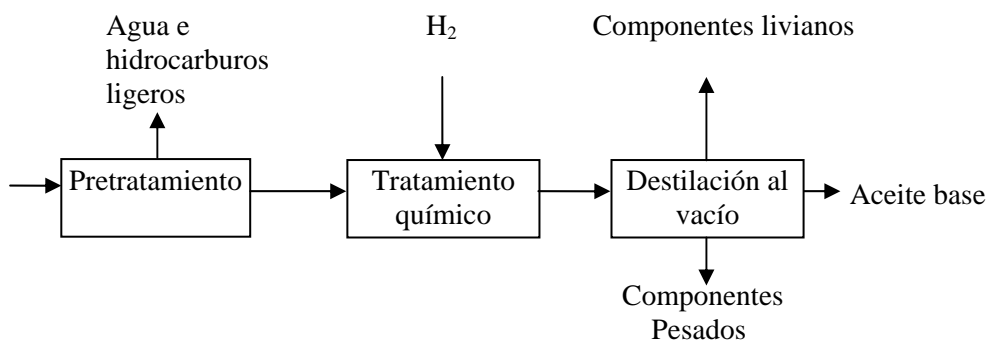 Agua e
hidrocarburos
ligeros
H₂
Componentes livianos
Pretratamiento
Tratamiento
químico
Destilación al
vacío
Aceite base
Componentes
Pesados